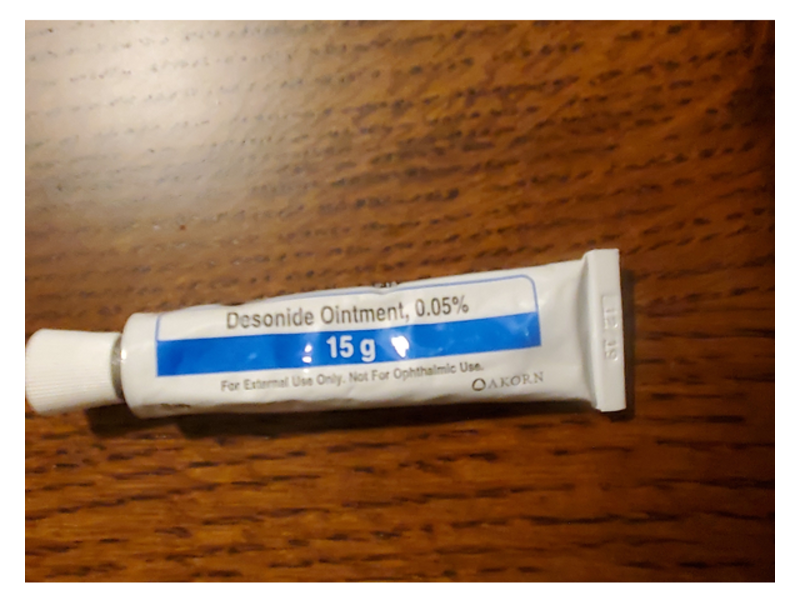 Desonide Ointment, 0.05%
15 g
For External Use Only. Not For Ophthalmic Use.
AKORN